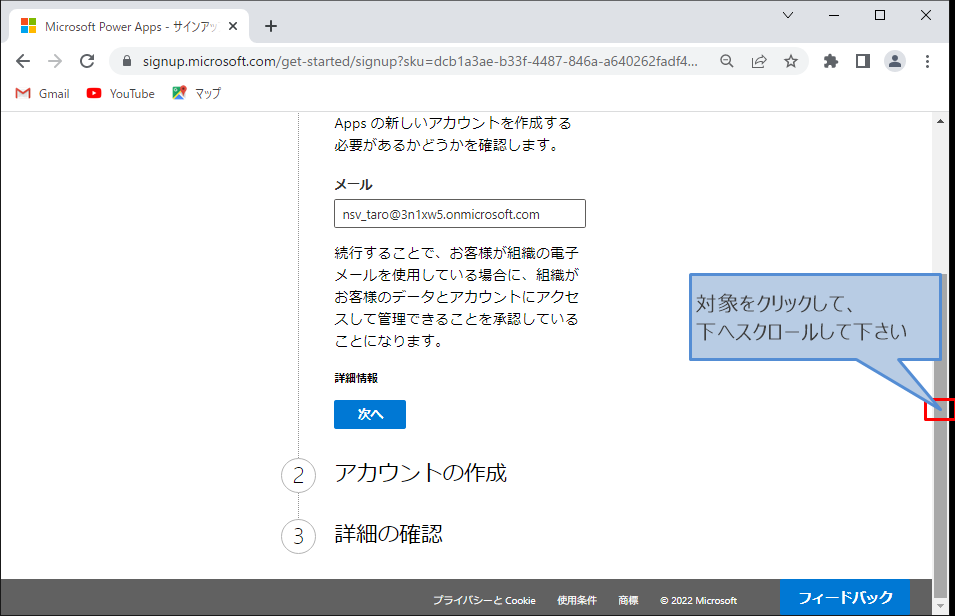 Microsoft Power Apps - サインアッ
signup.microsoft.com/get-started/signup?sku=dcb1a3ae-b33f-4487-846a-a640262fadf4...
Gmail
YouTube
マップ
Apps の新しいアカウントを作成する
必要があるかどうかを確認します。
メール
nsv_taro@3n1xw5.onmicrosoft.com
続行することで、お客様が組織の電子
メールを使用している場合に、組織が
お客様のデータとアカウントにアクセ
スして管理できることを承認している
ことになります。
対象をクリックして、
下へスクロールして下さい
詳細情報
次へ
2 アカウントの作成
3 詳細の確認
プライバシーと Cookie 使用条件 商標 © 2022 Microsoft フィードバック